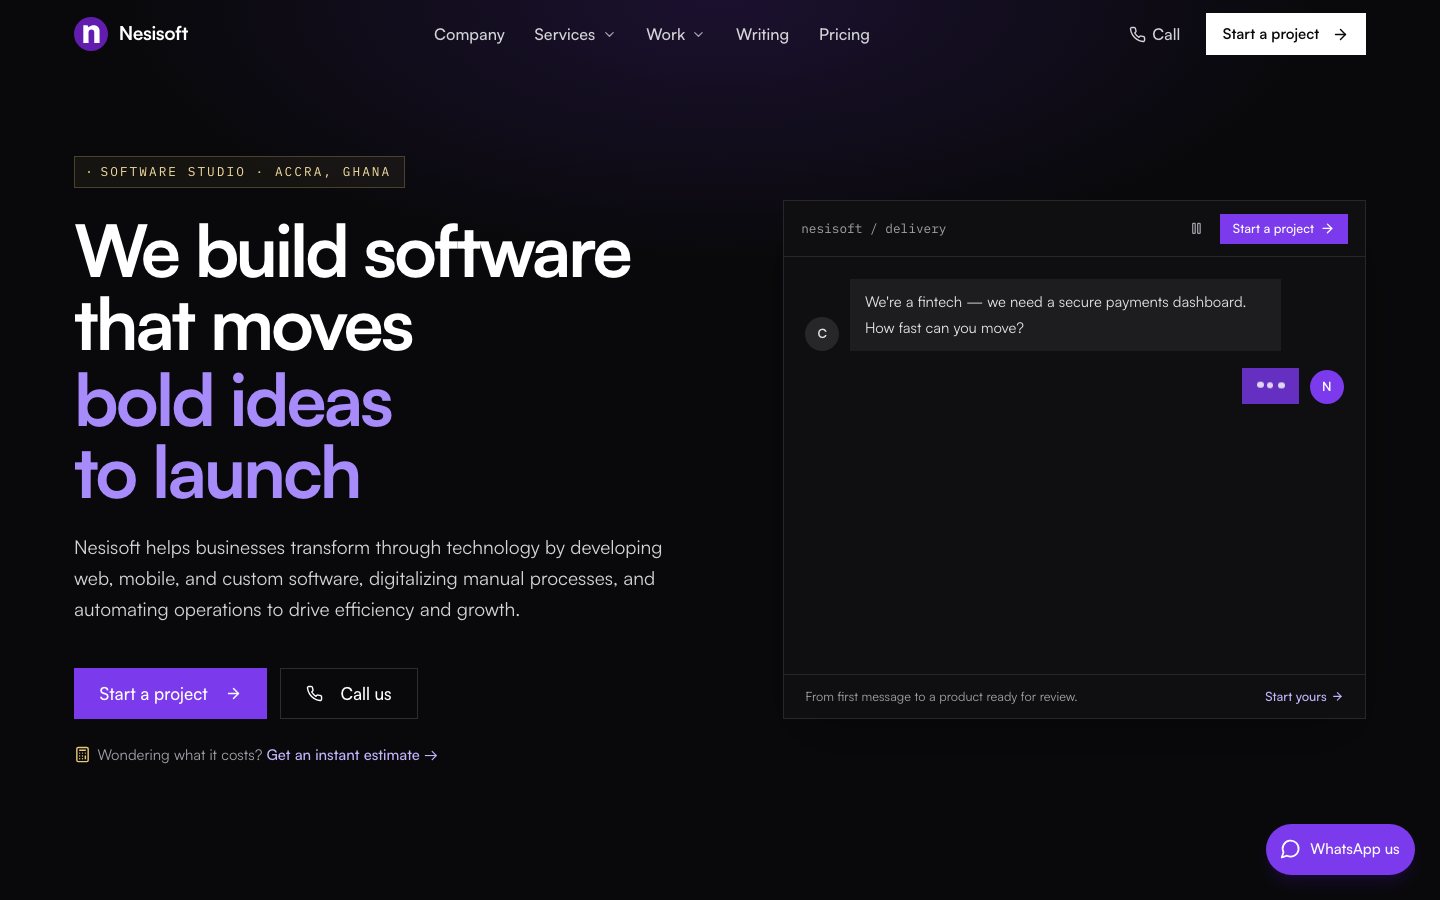 n Nesisoft
Company
Services
Work
Writing
Pricing
Call
Start a project →
· SOFTWARE STUDIO · ACCRA, GHANA
We build software
that moves
bold ideas
to launch
Nesisoft helps businesses transform through technology by developing
web, mobile, and custom software, digitalizing manual processes, and
automating operations to drive efficiency and growth.
Start a project →
Call us
Wondering what it costs? Get an instant estimate →
nesisoft / delivery
Start a project →
We're a fintech — we need a secure payments dashboard.
How fast can you move?
C
N
From first message to a product ready for review.
Start yours →
WhatsApp us